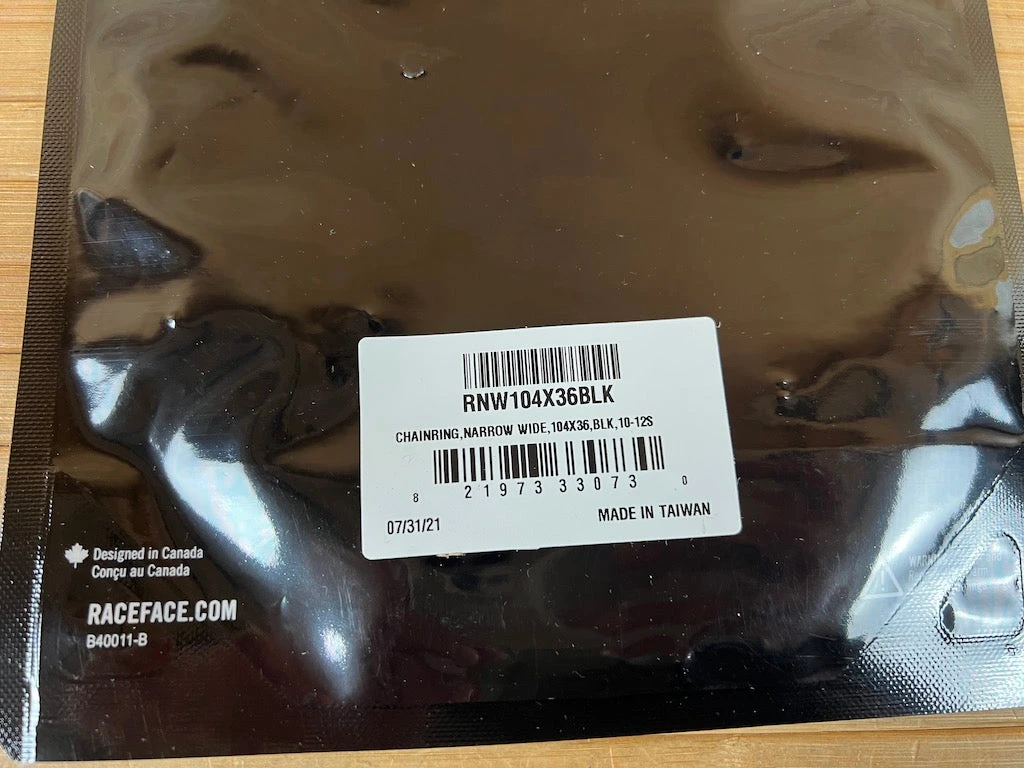 RNW104X36BLK
CHAINRING,NARROW WIDE,104X36,BLK,10-12S
8 21973 33073 0
07/31/21
MADE IN TAIWAN
Designed in Canada
Conçu au Canada
RACEFACE.COM
B40011-B